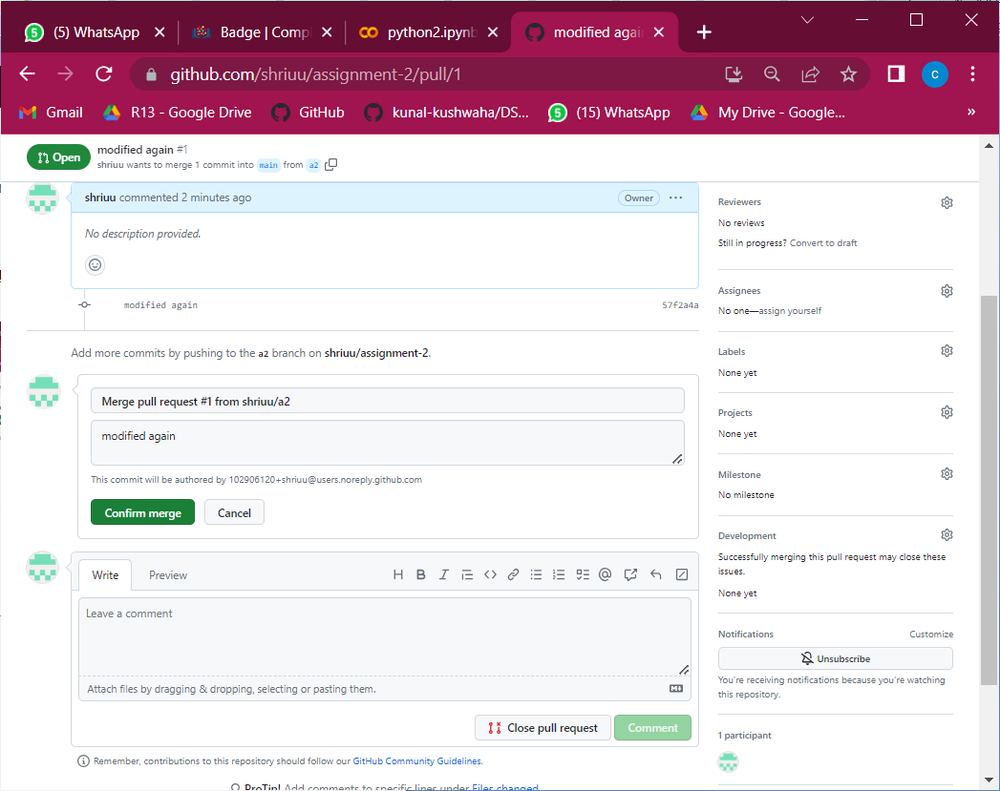 (5) WhatsApp
Badge | Comp
python2.ipynb
modified again
github.com/shriuu/assignment-2/pull/1
C
Gmail
R13 - Google Drive
GitHub
kunal-kushwaha/DS...
(15) WhatsApp
My Drive - Google...
»
Open
modified again #1
shriuu wants to merge 1 commit into main from a2
shriuu commented 2 minutes ago
Owner
No description provided.
modified again
57f2a4a
Add more commits by pushing to the a2 branch on shriuu/assignment-2.
Merge pull request #1 from shriuu/a2
modified again
This commit will be authored by 102906120+shriuu@users.noreply.github.com
Confirm merge
Cancel
Write
Preview
Leave a comment
Attach files by dragging & dropping, selecting or pasting them.
Close pull request
Comment
Remember, contributions to this repository should follow our GitHub Community Guidelines.
ProTip! Add comments to specific lines under Files changed.
Reviewers
No reviews
Still in progress? Convert to draft
Assignees
No one—assign yourself
Labels
None yet
Projects
None yet
Milestone
No milestone
Development
Successfully merging this pull request may close these
issues.
None yet
Notifications
Customize
Unsubscribe
You're receiving notifications because you're watching
this repository.
1 participant